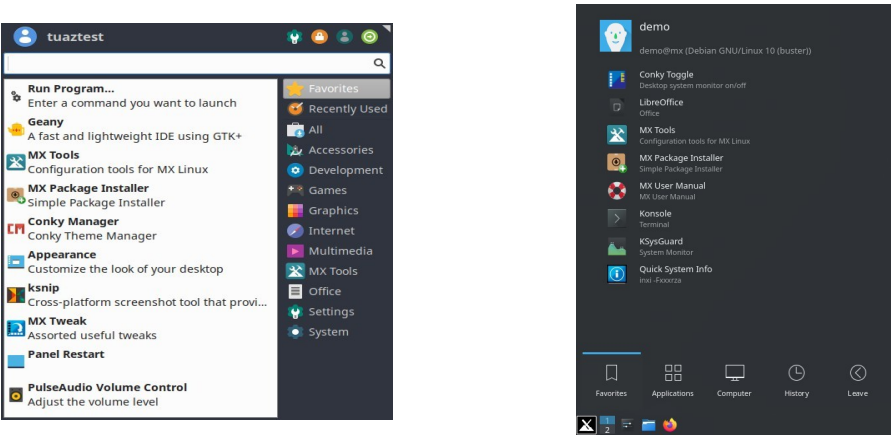 tuaztest
Run Program...
Enter a command you want to launch
Geany
A fast and lightweight IDE using GTK+
MX Tools
Configuration tools for MX Linux
MX Package Installer
Simple Package Installer
Conky Manager
Conky Theme Manager
Appearance
Customize the look of your desktop
ksnip
Cross-platform screenshot tool that provi...
MX Tweak
Assorted useful tweaks
Panel Restart
PulseAudio Volume Control
Adjust the volume level
Favorites
Recently Used
All
Accessories
Development
Games
Graphics
Internet
Multimedia
MX Tools
Office
Settings
System
demo
demo@mx (Debian GNU/Linux 10 (buster))
Conky Toggle
Desktop system monitor on/off
LibreOffice
Office
MX Tools
Configuration tools for MX Linux
MX Package Installer
Simple Package Installer
MX User Manual
MX User Manual
Konsole
Terminal
KSysGuard
System Monitor
Quick System Info
inxi -Fxxxrza
Favorites Applications Computer History Leave
1
2